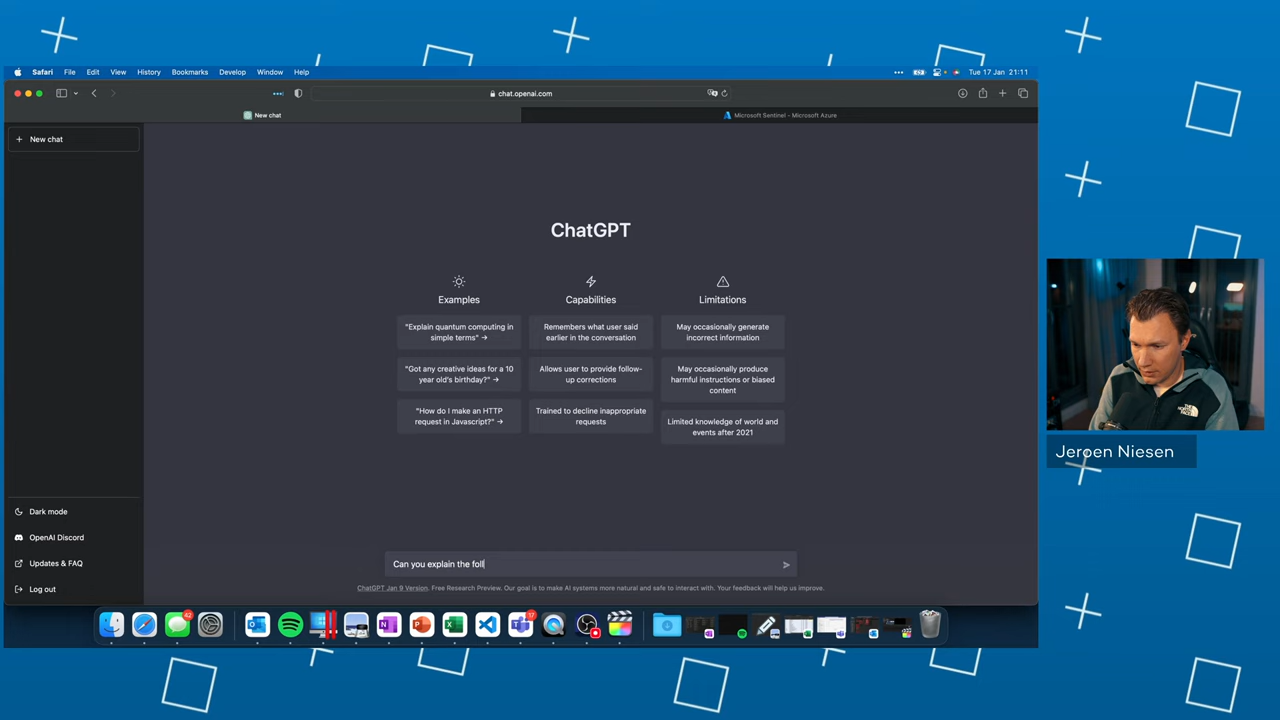 Safari File Edit View History Bookmarks Develop Window Help
Tue 17 Jan 21:11
chat.openai.com
New chat
Microsoft Sentinel - Microsoft Azure
+ New chat
ChatGPT
Examples
Capabilities
Limitations
"Explain quantum computing in
simple terms" →
Remembers what user said
earlier in the conversation
May occasionally generate
incorrect information
"Got any creative ideas for a 10
year old's birthday?" →
Allows user to provide follow-
up corrections
May occasionally produce
harmful instructions or biased
content
"How do I make an HTTP
request in Javascript?" →
Trained to decline inappropriate
requests
Limited knowledge of world and
events after 2021
Jeroen Niesen
Dark mode
OpenAI Discord
Updates & FAQ
Log out
Can you explain the foll
ChatGPT Jan 9 Version. Free Research Preview. Our goal is to make AI systems more natural and safe to interact with. Your feedback will help us improve.
42
17